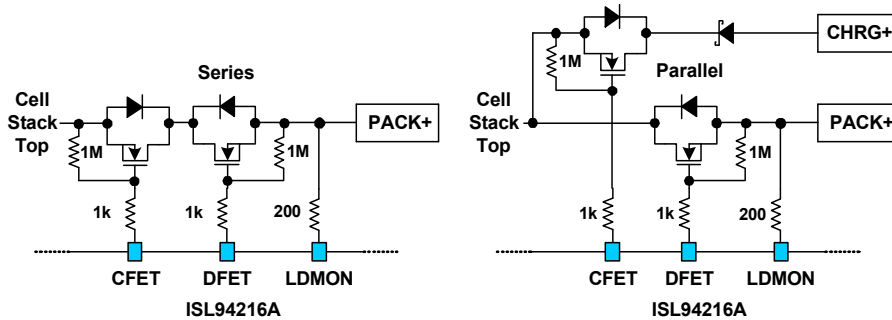 Series
Cell
Stack
Top
1M
1M
PACK+
1k
1k
200
CFET
DFET
LDMON
ISL94216A
CHRG+
1M
Parallel
Cell
Stack
Top
PACK+
1M
1k
1k
200
CFET
DFET
LDMON
ISL94216A